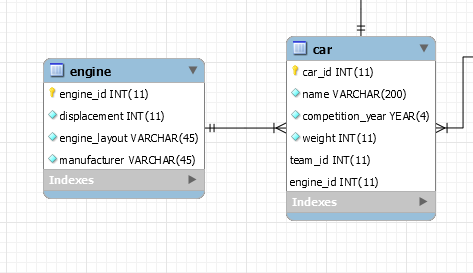 engine
engine_id INT(11)
displacement INT(11)
engine_layout VARCHAR(45)
manufacturer VARCHAR(45)
Indexes
car
car_id INT(11)
name VARCHAR(200)
competition_year YEAR(4)
weight INT(11)
team_id INT(11)
engine_id INT(11)
Indexes